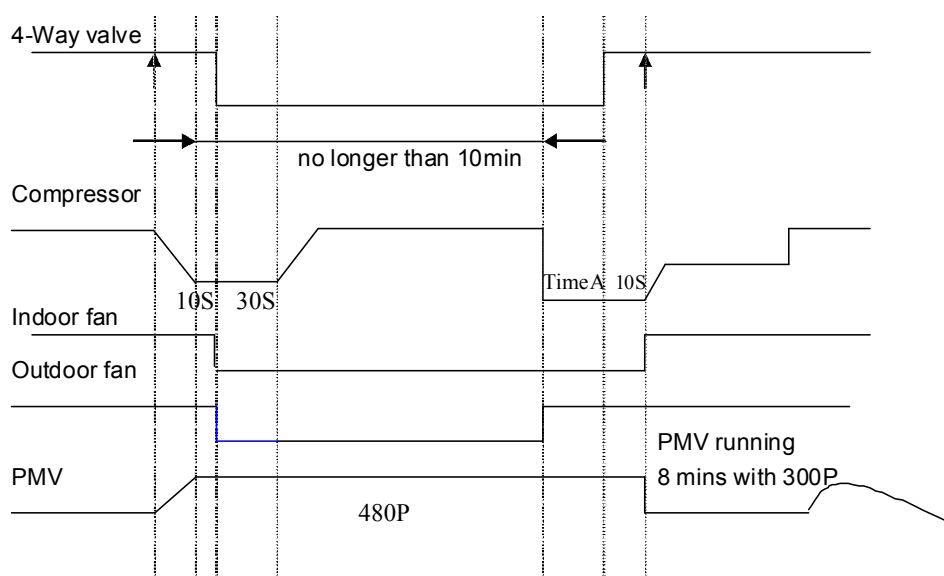 4-Way valve
no longer than 10min
Compressor
TimeA 10S
10S 30S
Indoor fan
Outdoor fan
PMV running
PMV
8 mins with 300P
480P